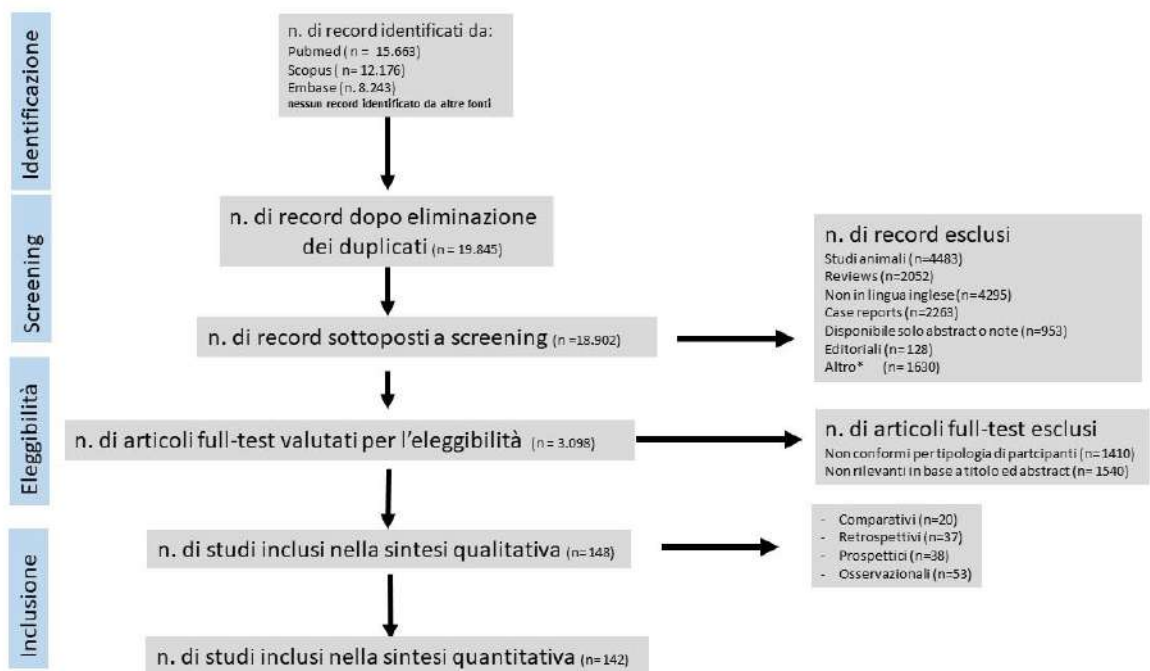 Identificazione
n. di record identificati da:
Pubmed ( n = 15.663)
Scopus ( n= 12.176)
Embase (n. 8.243)
nessun record identificato da altre fonti
Screening
n. di record dopo eliminazione
dei duplicati (n = 19.845)
n. di record sottoposti a screening (n =18.902)
n. di record esclusi
Studi animali (n=4483)
Reviews (n=2052)
Non in lingua inglese (n=4295)
Case reports (n=2263)
Disponibile solo abstract o note (n=953)
Editoriali (n= 128)
Altro* (n= 1630)
Eleggibilità
n. di articoli full-test valutati per l'eleggibilità (n = 3.098)
n. di articoli full-test esclusi
Non conformi per tipologia di partcipanti (n=1410)
Non rilevanti in base a titolo ed abstract (n= 1540)
Inclusione
n. di studi inclusi nella sintesi qualitativa (n=148)
- Comparativi (n=20)
- Retrospettivi (n=37)
- Prospettici (n=38)
- Osservazionali (n=53)
n. di studi inclusi nella sintesi quantitativa (n=142)